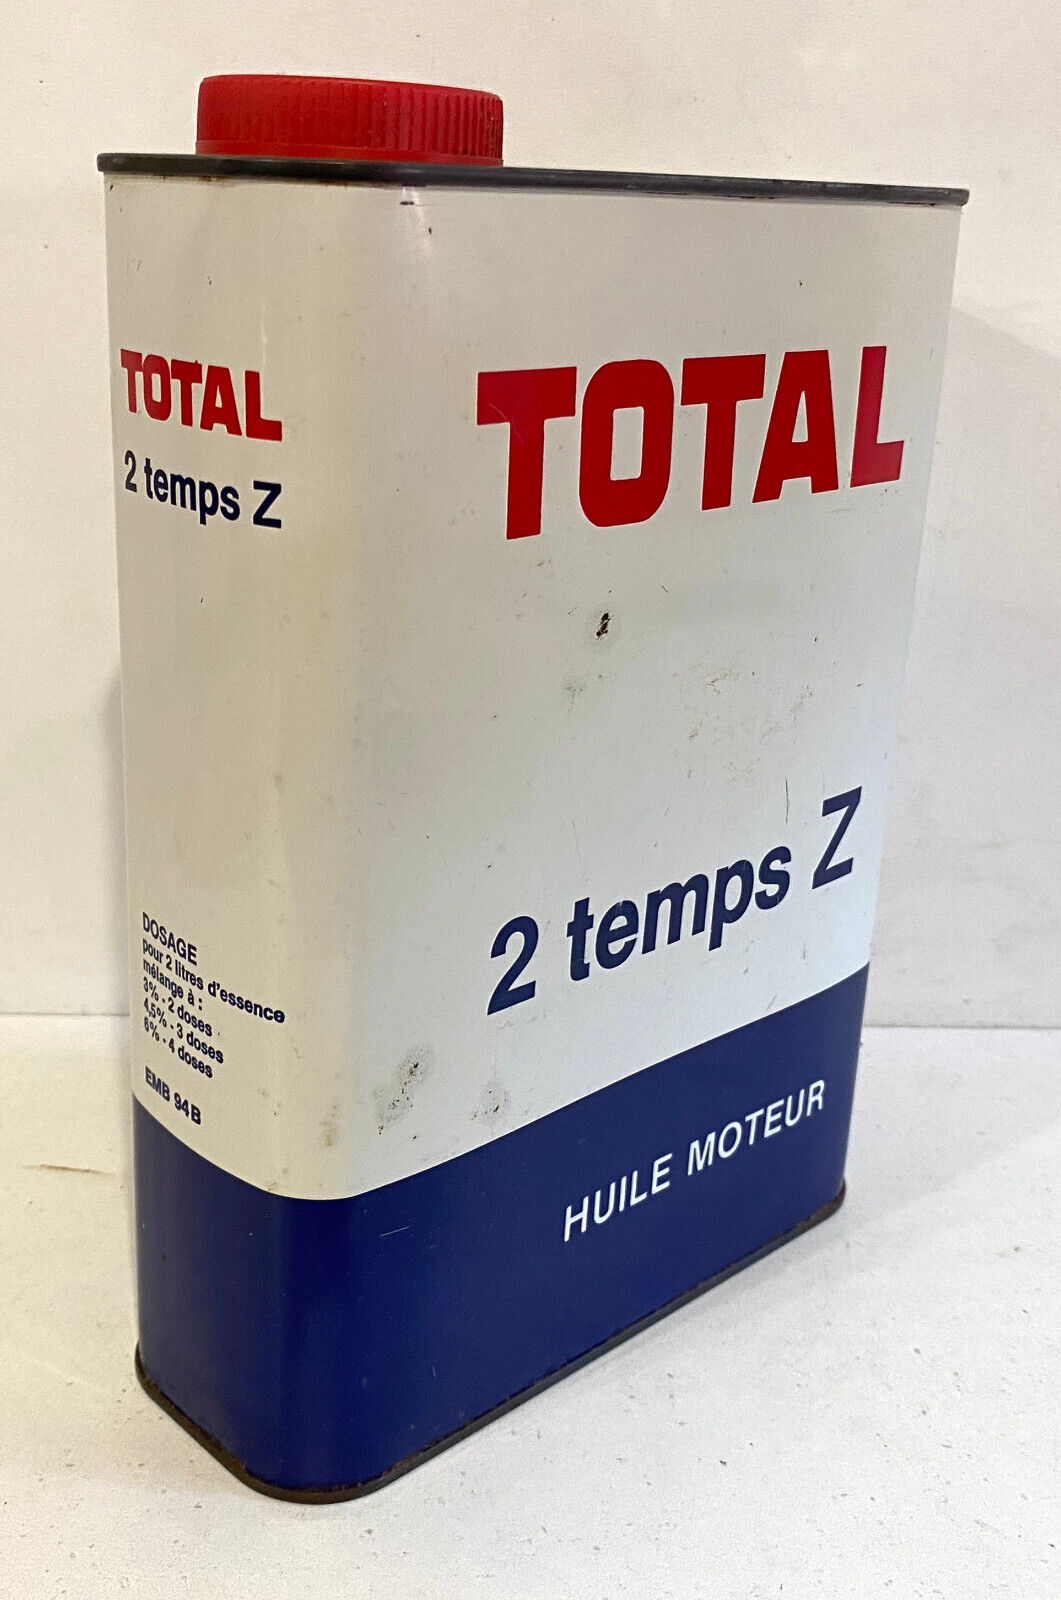 TOTAL
2 temps Z
DOSAGE
pour 2 litres d'essence
mélange à :
3% - 2 doses
4,5% - 3 doses
6% - 4 doses
EMB 94B
TOTAL
2 temps Z
HUILE MOTEUR